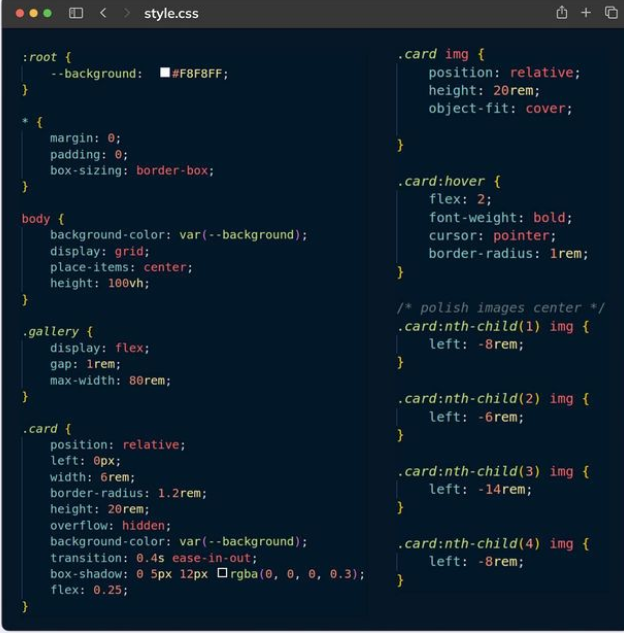 style.css
:root {
--background: #F8F8FF;
}
* {
margin: 0;
padding: 0;
box-sizing: border-box;
}
body {
background-color: var(--background);
display: grid;
place-items: center;
height: 100vh;
}
.gallery {
display: flex;
gap: 1rem;
max-width: 80rem;
}
.card {
position: relative;
left: 0px;
width: 6rem;
border-radius: 1.2rem;
height: 20rem;
overflow: hidden;
background-color: var(--background);
transition: 0.4s ease-in-out;
box-shadow: 0 5px 12px rgba(0, 0, 0, 0.3);
flex: 0.25;
}
.card img {
position: relative;
height: 20rem;
object-fit: cover;
}
.card:hover {
flex: 2;
font-weight: bold;
cursor: pointer;
border-radius: 1rem;
}
/* polish images center */
.card:nth-child(1) img {
left: -8rem;
}
.card:nth-child(2) img {
left: -6rem;
}
.card:nth-child(3) img {
left: -14rem;
}
.card:nth-child(4) img {
left: -8rem;
}